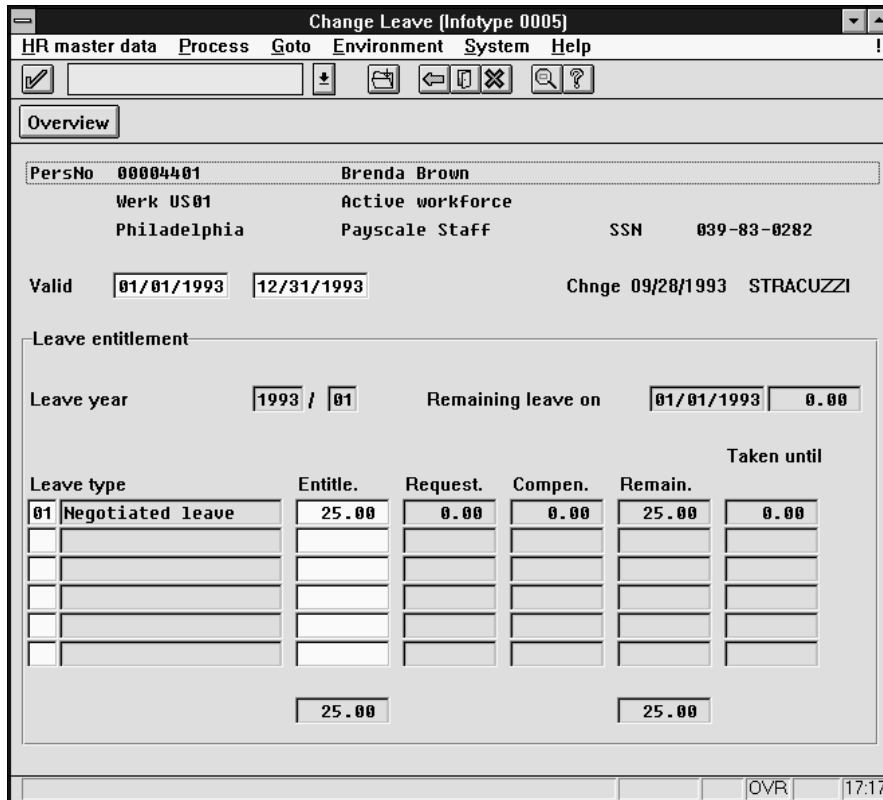 Change Leave (Infotype 0005)
HR master data Process Goto Environment System Help !
Overview
PersNo 00004401 Brenda Brown
Werk US01 Active workforce
Philadelphia Payscale Staff SSN 039-83-0282
Valid 01/01/1993 12/31/1993 Chnge 09/28/1993 STRACUZZI
Leave entitlement
Leave year 1993 / 01 Remaining leave on 01/01/1993 0.00
Taken until
Leave type Entitle. Request. Compen. Remain.
01 Negotiated leave 25.00 0.00 0.00 25.00 0.00
25.00 25.00
OVR 17:17